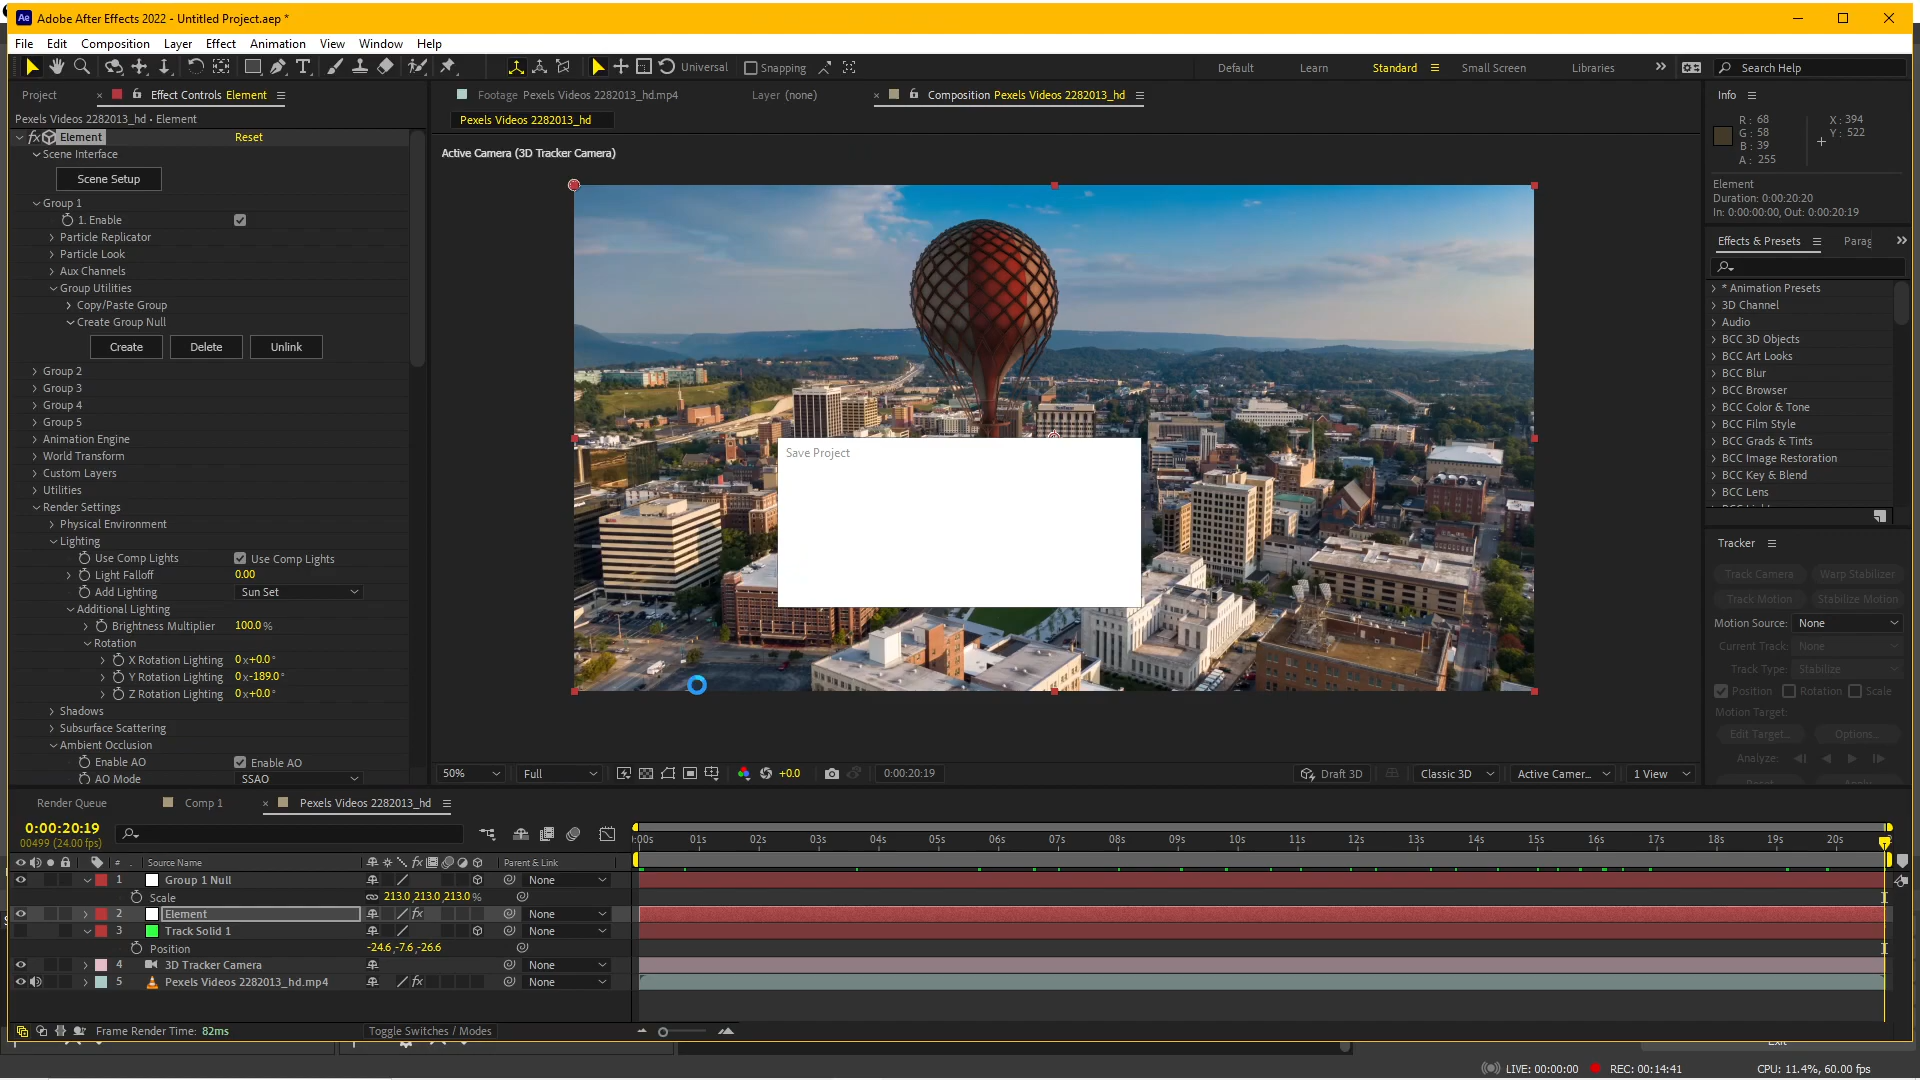 Ae Adobe After Effects 2022 - Untitled Project.aep *
File Edit Composition Layer Effect Animation View Window Help
Universal Snapping Default Learn Standard Small Screen Libraries Search Help
Project Effect Controls Element
Footage Pexels Videos 2282013_hd.mp4 Layer (none) Composition Pexels Videos 2282013_hd
Info
Pexels Videos 2282013_hd • Element
Pexels Videos 2282013_hd
Active Camera (3D Tracker Camera)
fx Element Reset
Scene Interface
Scene Setup
Group 1
1. Enable
Particle Replicator
Particle Look
Aux Channels
Group Utilities
Copy/Paste Group
Create Group Null
Create Delete Unlink
Group 2
Group 3
Group 4
Group 5
Animation Engine
World Transform
Custom Layers
Utilities
Render Settings
Physical Environment
Lighting
Use Comp Lights Use Comp Lights
Light Falloff 0.00
Add Lighting Sun Set
Additional Lighting
Brightness Multiplier 100.0 %
Rotation
X Rotation Lighting 0x+0.0°
Y Rotation Lighting 0x-189.0°
Z Rotation Lighting 0x+0.0°
Shadows
Subsurface Scattering
Ambient Occlusion
Enable AO Enable AO
AO Mode SSAO
Save Project
50% Full +0.0 0:00:20:19 Draft 3D Classic 3D Active Camer... 1 View
R: 68 X: 394
G: 58 Y: 522
B: 39
A: 255
Element
Duration: 0:00:20:20
In: 0:00:00:00, Out: 0:00:20:19
Effects & Presets Parag
* Animation Presets
3D Channel
Audio
BCC 3D Objects
BCC Art Looks
BCC Blur
BCC Browser
BCC Color & Tone
BCC Film Style
BCC Grads & Tints
BCC Image Restoration
BCC Key & Blend
BCC Lens
Tracker
Track Camera Warp Stabilizer
Track Motion Stabilize Motion
Motion Source: None
Current Track: None
Track Type: Stabilize
Position Rotation Scale
Motion Target:
Edit Target... Options...
Analyze:
Reset Apply
Render Queue Comp 1 Pexels Videos 2282013_hd
0:00:20:19
00499 (24.00 fps)
:00s 01s 02s 03s 04s 05s 06s 07s 08s 09s 10s 11s 12s 13s 14s 15s 16s 17s 18s 19s 20s
# Source Name fx Parent & Link
1 Group 1 Null None
Scale 213.0,213.0,213.0 %
2 Element fx None
3 Track Solid 1 None
Position -24.6,-7.6,-26.6
4 3D Tracker Camera None
5 Pexels Videos 2282013_hd.mp4 fx None
Frame Render Time: 82ms Toggle Switches / Modes
Exit
LIVE: 00:00:00 REC: 00:14:41 CPU: 11.4%, 60.00 fps